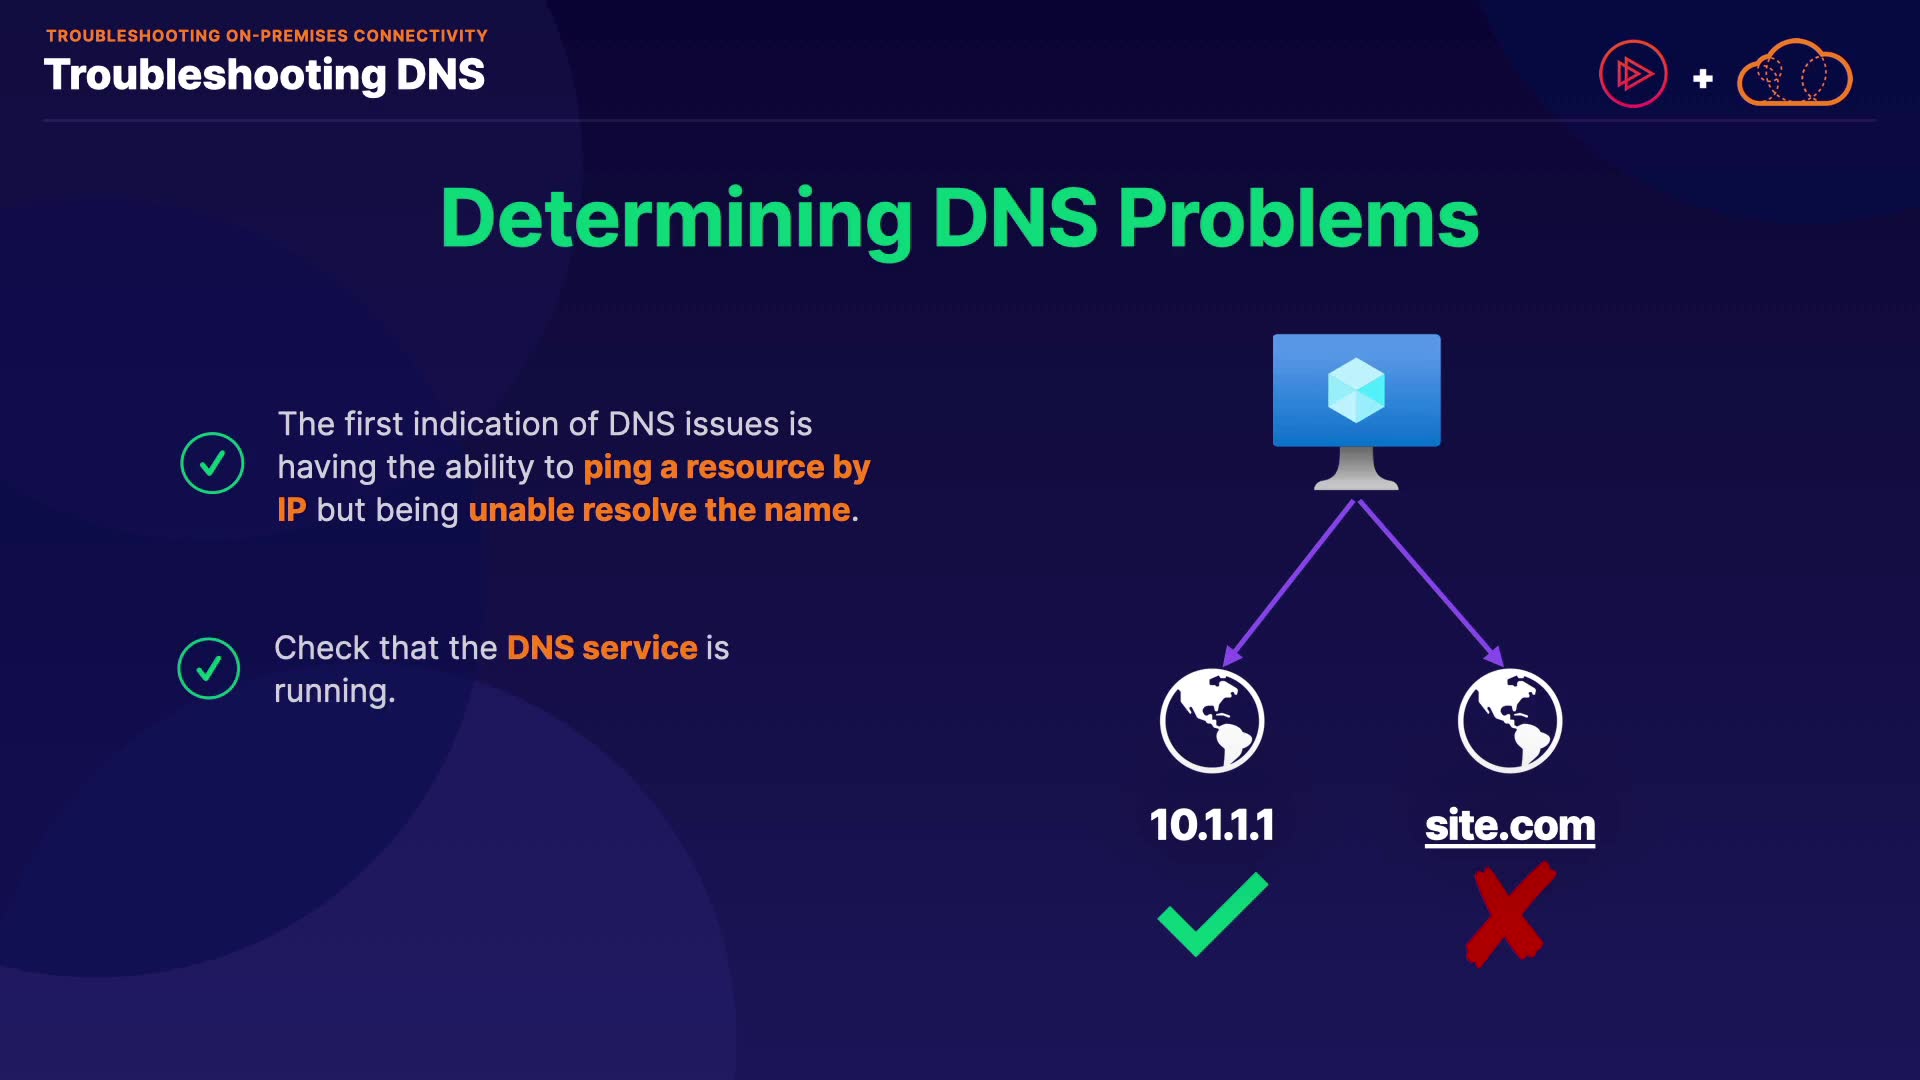 TROUBLESHOOTING ON-PREMISES CONNECTIVITY
Troubleshooting DNS
Determining DNS Problems
The first indication of DNS issues is
having the ability to ping a resource by
IP but being unable resolve the name.
Check that the DNS service is
running.
10.1.1.1
site.com